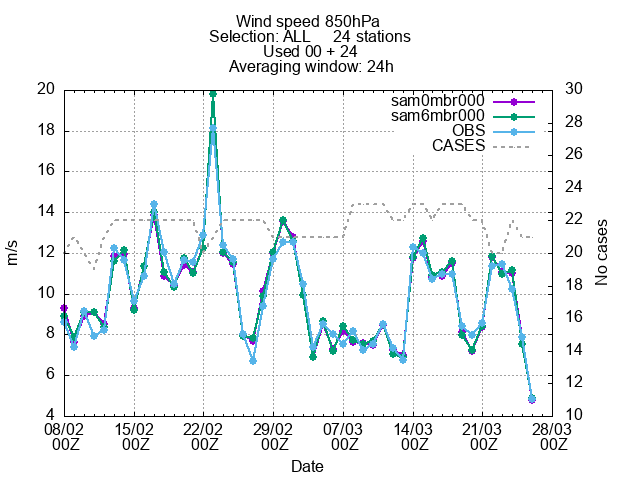 Wind speed 850hPa
Selection: ALL 24 stations
Used 00 + 24
Averaging window: 24h
sam0mbr000
sam6mbr000
OBS
CASES
m/s
20
18
16
14
12
10
8
6
4
No cases
30
28
26
24
22
20
18
16
14
12
10
08/02 15/02 22/02 29/02 07/03 14/03 21/03 28/03
00Z 00Z 00Z 00Z 00Z 00Z 00Z 00Z
Date